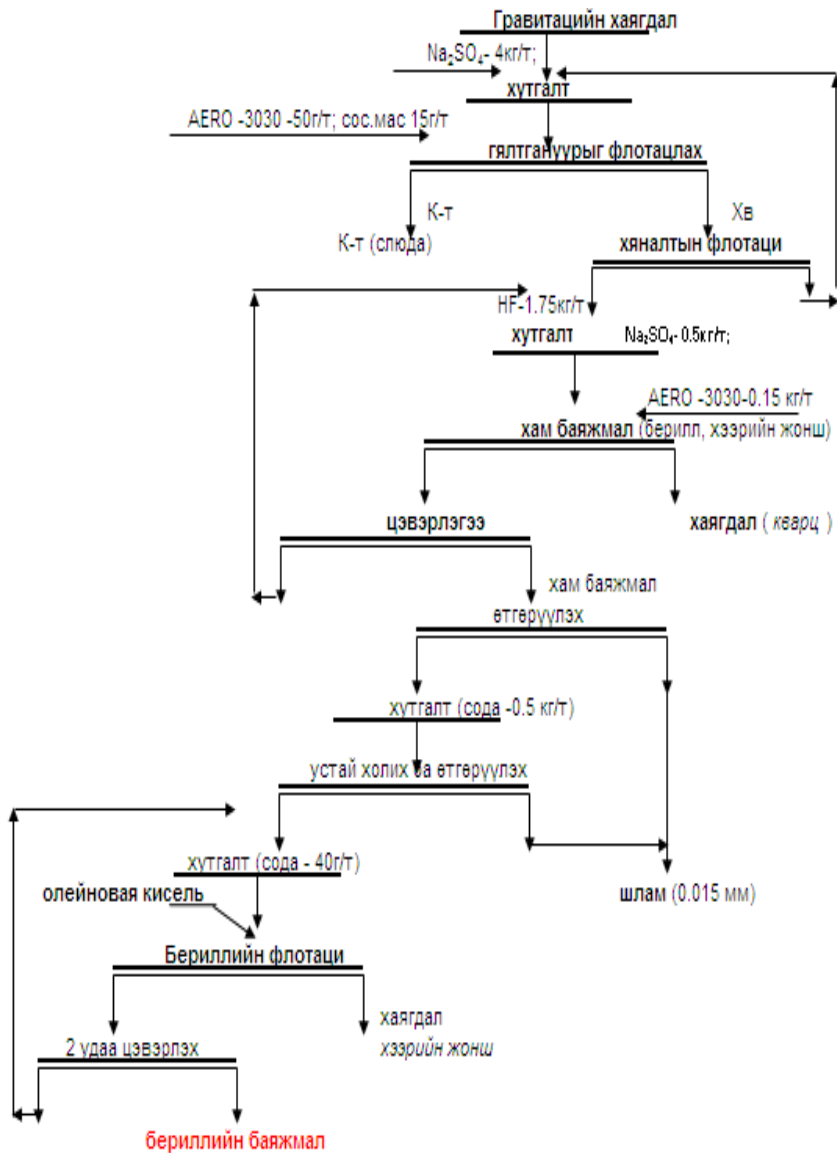 Гравитацийн хаягдал
Na₂SO₄- 4кг/т;
хутгалт
AERO -3030 -50г/т; сос.мас 15г/т
гялтгануурыг флотацлах
К-т
Хв
К-т (слюда)
хяналтын флотаци
HF-1.75кг/т
хутгалт
Na₂SO₄- 0.5кг/т;
AERO -3030-0.15 кг/т
хам баяжмал (берилл, хээрийн жонш)
цэвэрлэгээ
хаягдал ( кварц )
хам баяжмал
өтгөрүүлэх
хутгалт (сода -0.5 кг/т)
устай холих ба өтгөрүүлэх
хутгалт (сода - 40г/т)
олейновая кисель
шлам (0.015 мм)
Бериллийн флотаци
хаягдал
2 удаа цэвэрлэх
хээрийн жонш
бериллийн баяжмал